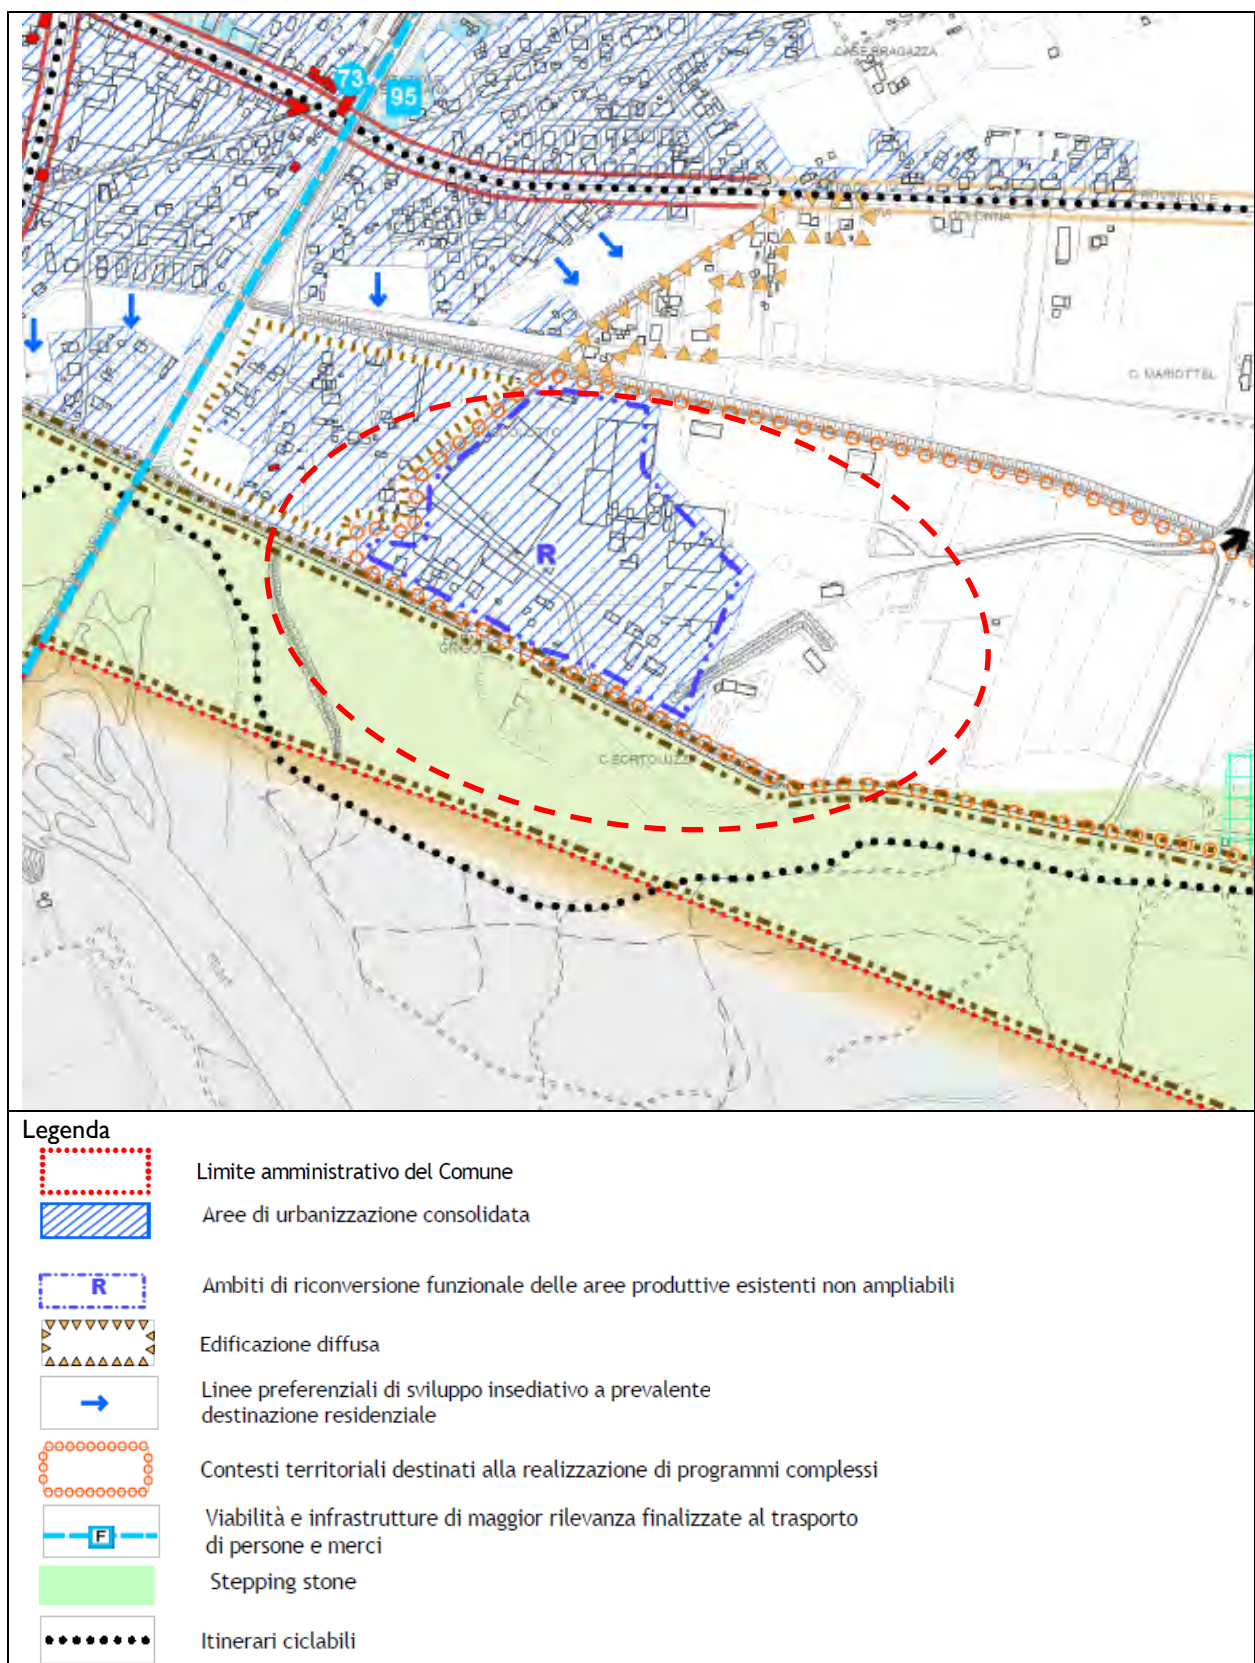 CASE BRAGAZZA
73
95
COLONNA
C. MARIOTTEL
R
C. BORTOLUZZ
Legenda
Limite amministrativo del Comune
Aree di urbanizzazione consolidata
R
Ambiti di riconversione funzionale delle aree produttive esistenti non ampliabili
Edificazione diffusa
Linee preferenziali di sviluppo insediativo a prevalente
destinazione residenziale
Contesti territoriali destinati alla realizzazione di programmi complessi
F
Viabilità e infrastrutture di maggior rilevanza finalizzate al trasporto
di persone e merci
Stepping stone
Itinerari ciclabili